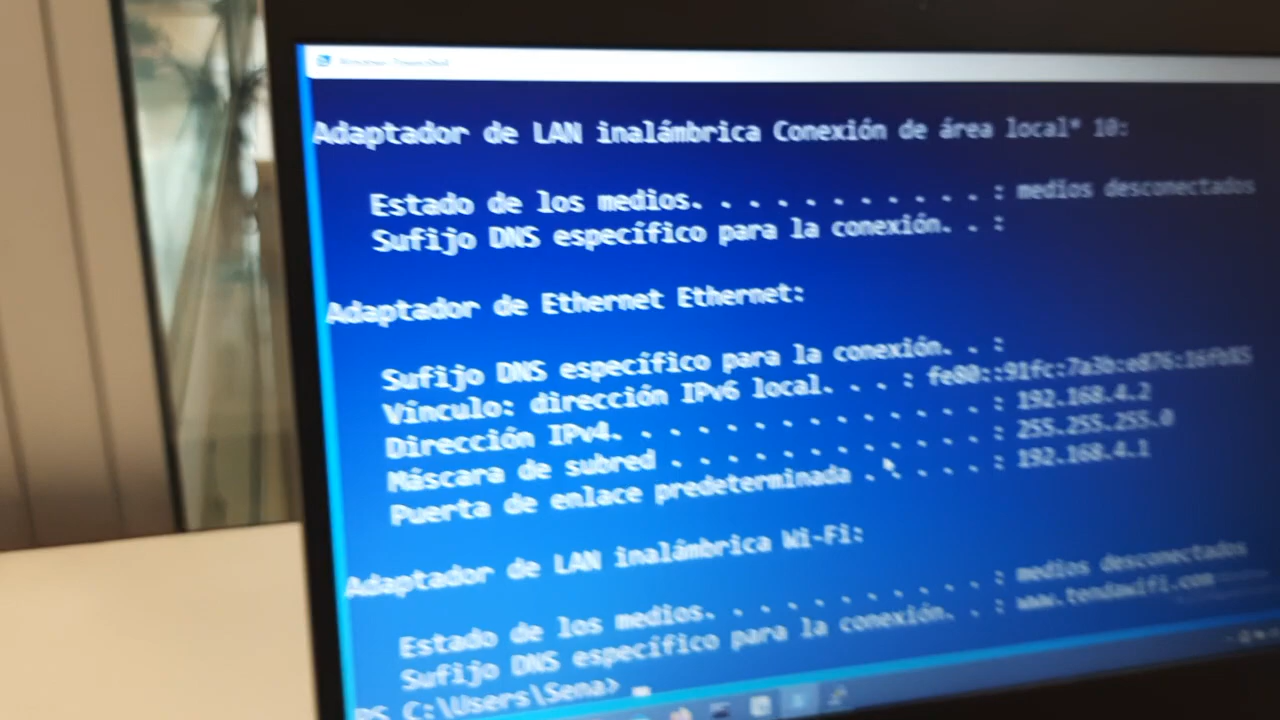 Windows PowerShell
Adaptador de LAN inalámbrica Conexión de área local* 10:
Estado de los medios. . . . . . . . . . . : medios desconectados
Sufijo DNS específico para la conexión. . :
Adaptador de Ethernet Ethernet:
Sufijo DNS específico para la conexión. . :
Vínculo: dirección IPv6 local. . . : fe80::91fc:7a3b:e876:16fb%5
Dirección IPv4. . . . . . . . . . . . . . : 192.168.4.2
Máscara de subred . . . . . . . . . . . . : 255.255.255.0
Puerta de enlace predeterminada . . . . . : 192.168.4.1
Adaptador de LAN inalámbrica Wi-Fi:
Estado de los medios. . . . . . . . . . . : medios desconectados
Sufijo DNS específico para la conexión. . : www.tendawifi.com
PS C:\Users\Sena>